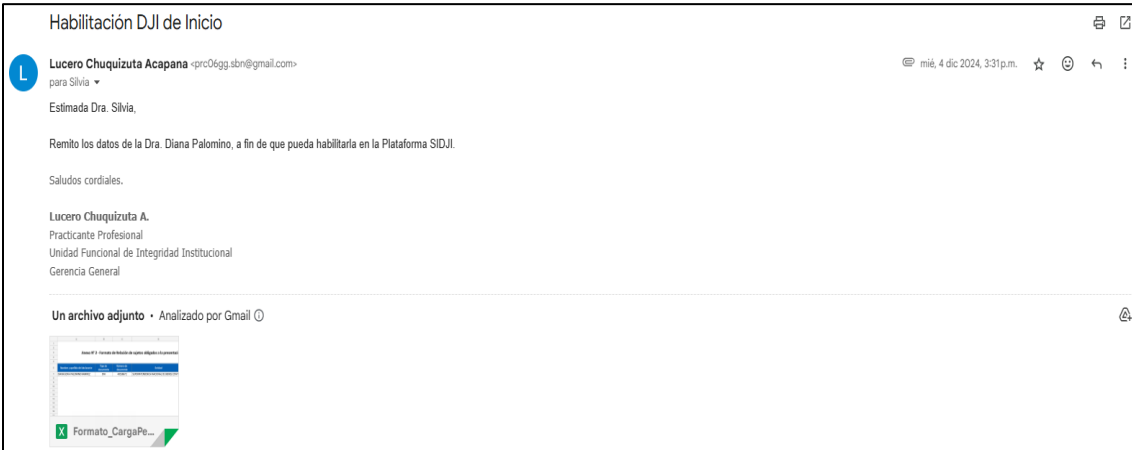 Habilitación DJI de Inicio
L
Lucero Chuquizuta Acapana <prc06gg.sbn@gmail.com>
mié, 4 dic 2024, 3:31 p.m.
para Silvia
Estimada Dra. Silvia,
Remito los datos de la Dra. Diana Palomino, a fin de que pueda habilitarla en la Plataforma SIDJI.
Saludos cordiales.
Lucero Chuquizuta A.
Practicante Profesional
Unidad Funcional de Integridad Institucional
Gerencia General
Un archivo adjunto • Analizado por Gmail
X Formato_CargaPe...